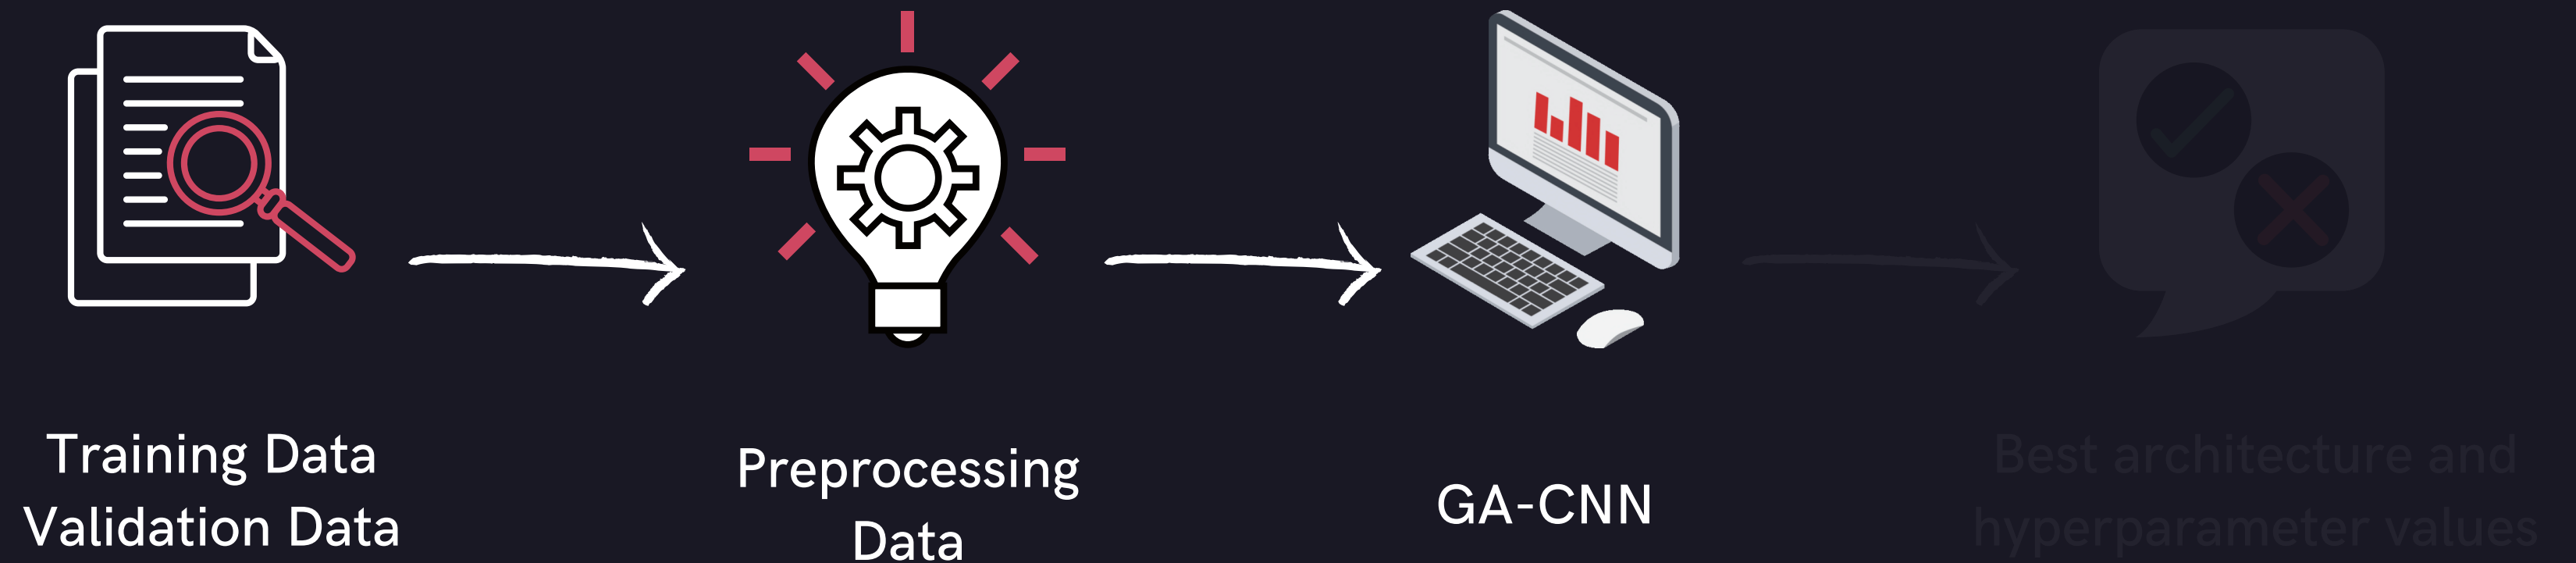 Training Data
Validation Data
Preprocessing
Data
GA-CNN
Best architecture and
hyperparameter values